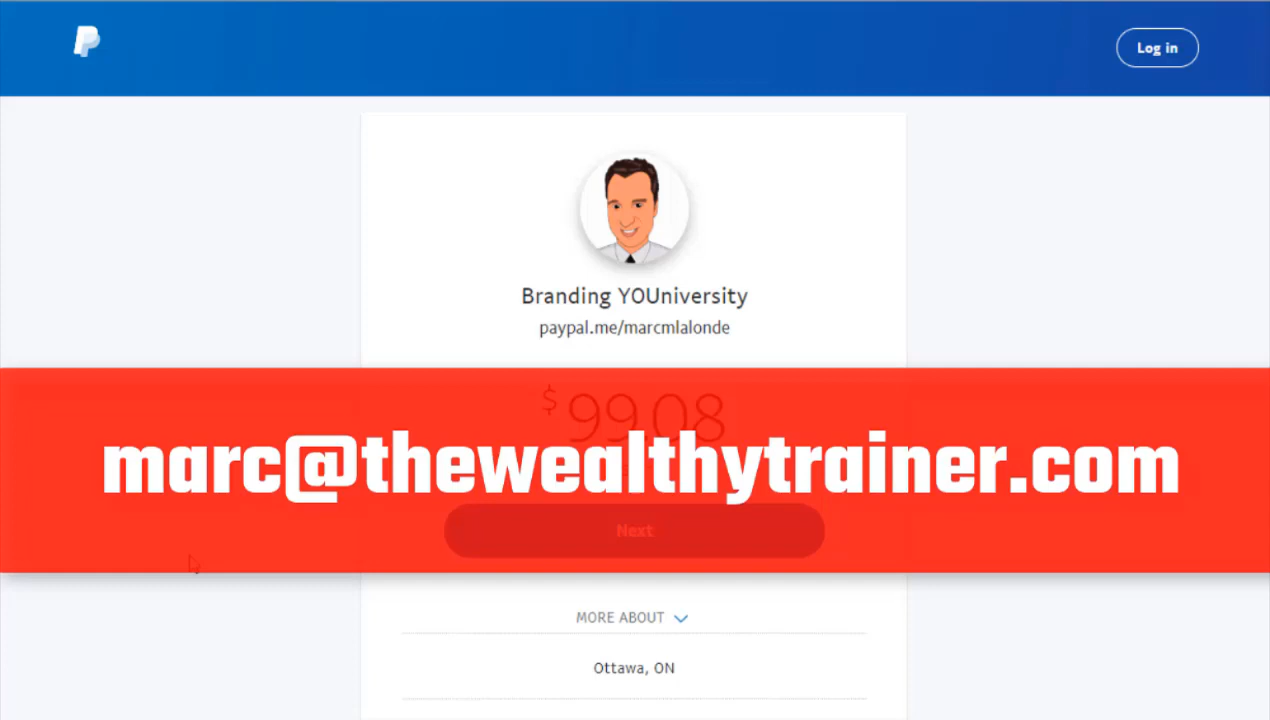 Log in
Branding YOUniversity
paypal.me/marcmlalonde
$99.08
marc@thewealthytrainer.com
Next
MORE ABOUT
Ottawa, ON